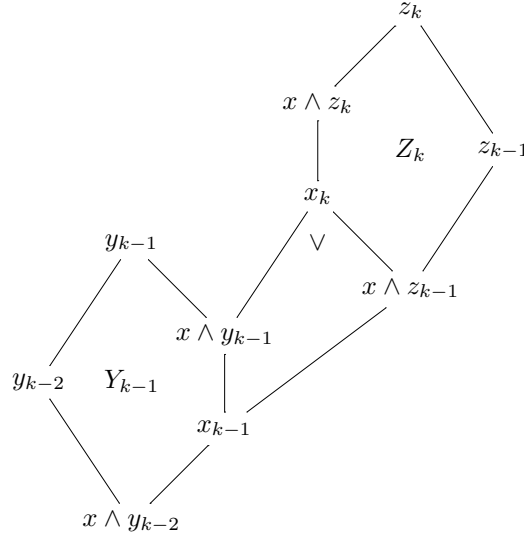 z_k
x ∧ z_k
Z_k
z_{k−1}
x_k
∨
y_{k−1}
x ∧ z_{k−1}
x ∧ y_{k−1}
y_{k−2}
Y_{k−1}
x_{k−1}
x ∧ y_{k−2}